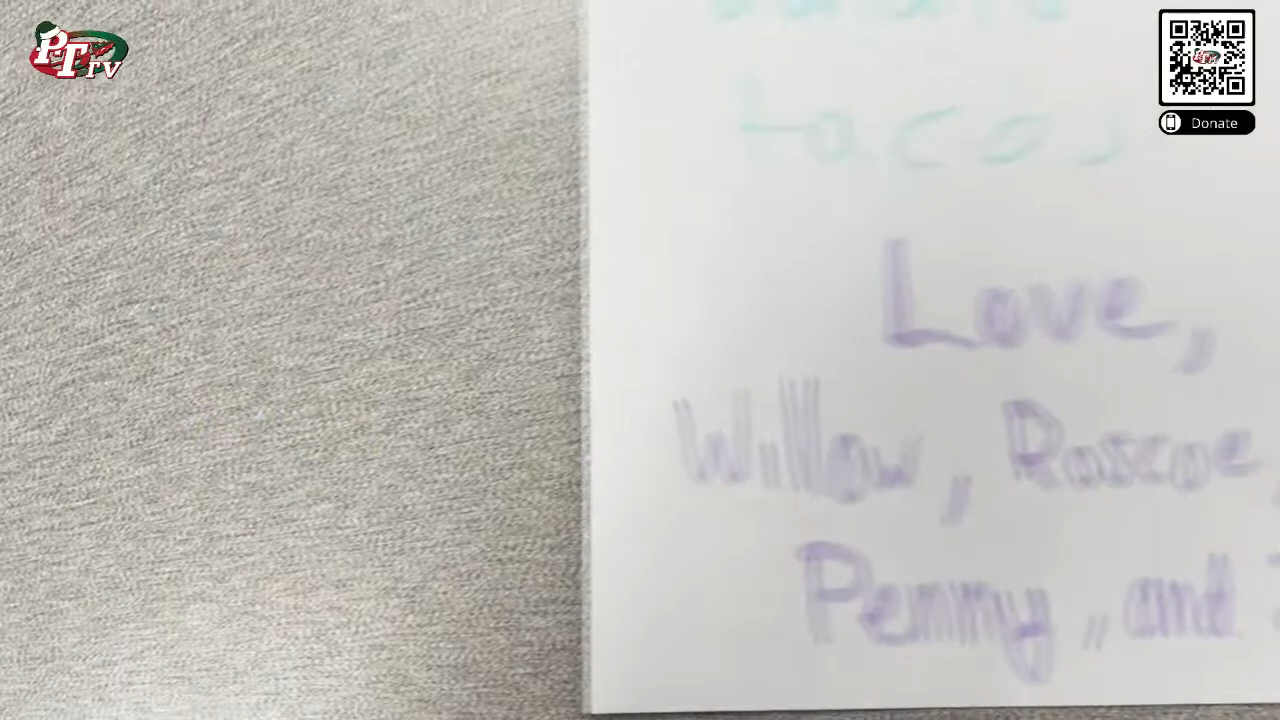 PTTV
Donate
tacos
Love,
Willow, Roscoe,
Penny, and